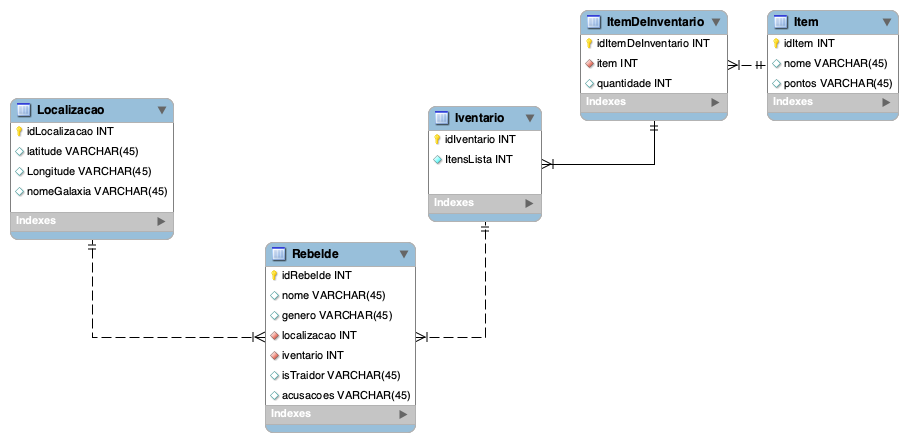 Localizacao
idLocalizacao INT
latitude VARCHAR(45)
Longitude VARCHAR(45)
nomeGalaxia VARCHAR(45)
Indexes
Rebelde
idRebelde INT
nome VARCHAR(45)
genero VARCHAR(45)
localizacao INT
iventario INT
isTraidor VARCHAR(45)
acusacoes VARCHAR(45)
Indexes
Iventario
idIventario INT
ItensLista INT
Indexes
ItemDeInventario
idItemDeInventario INT
item INT
quantidade INT
Indexes
Item
idItem INT
nome VARCHAR(45)
pontos VARCHAR(45)
Indexes